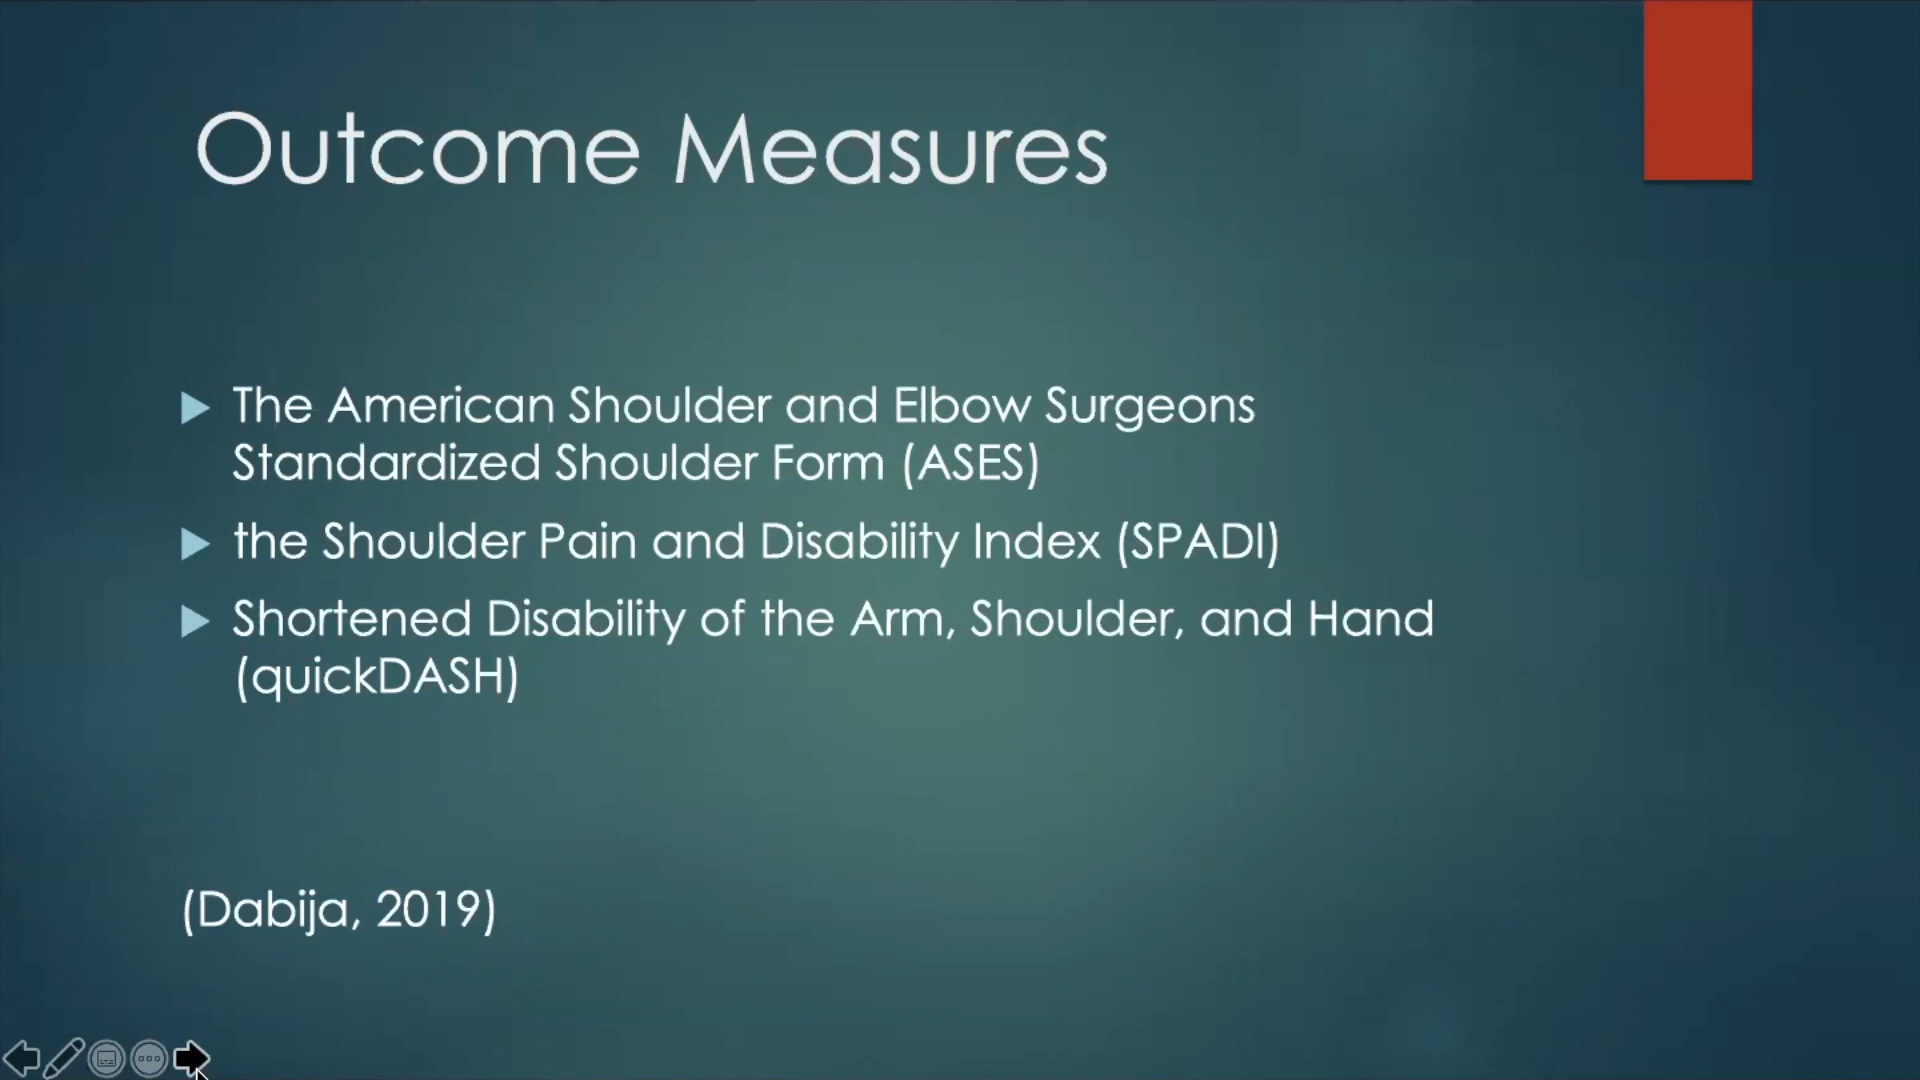 Outcome Measures
The American Shoulder and Elbow Surgeons
Standardized Shoulder Form (ASES)
the Shoulder Pain and Disability Index (SPADI)
Shortened Disability of the Arm, Shoulder, and Hand
(quickDASH)
(Dabija, 2019)